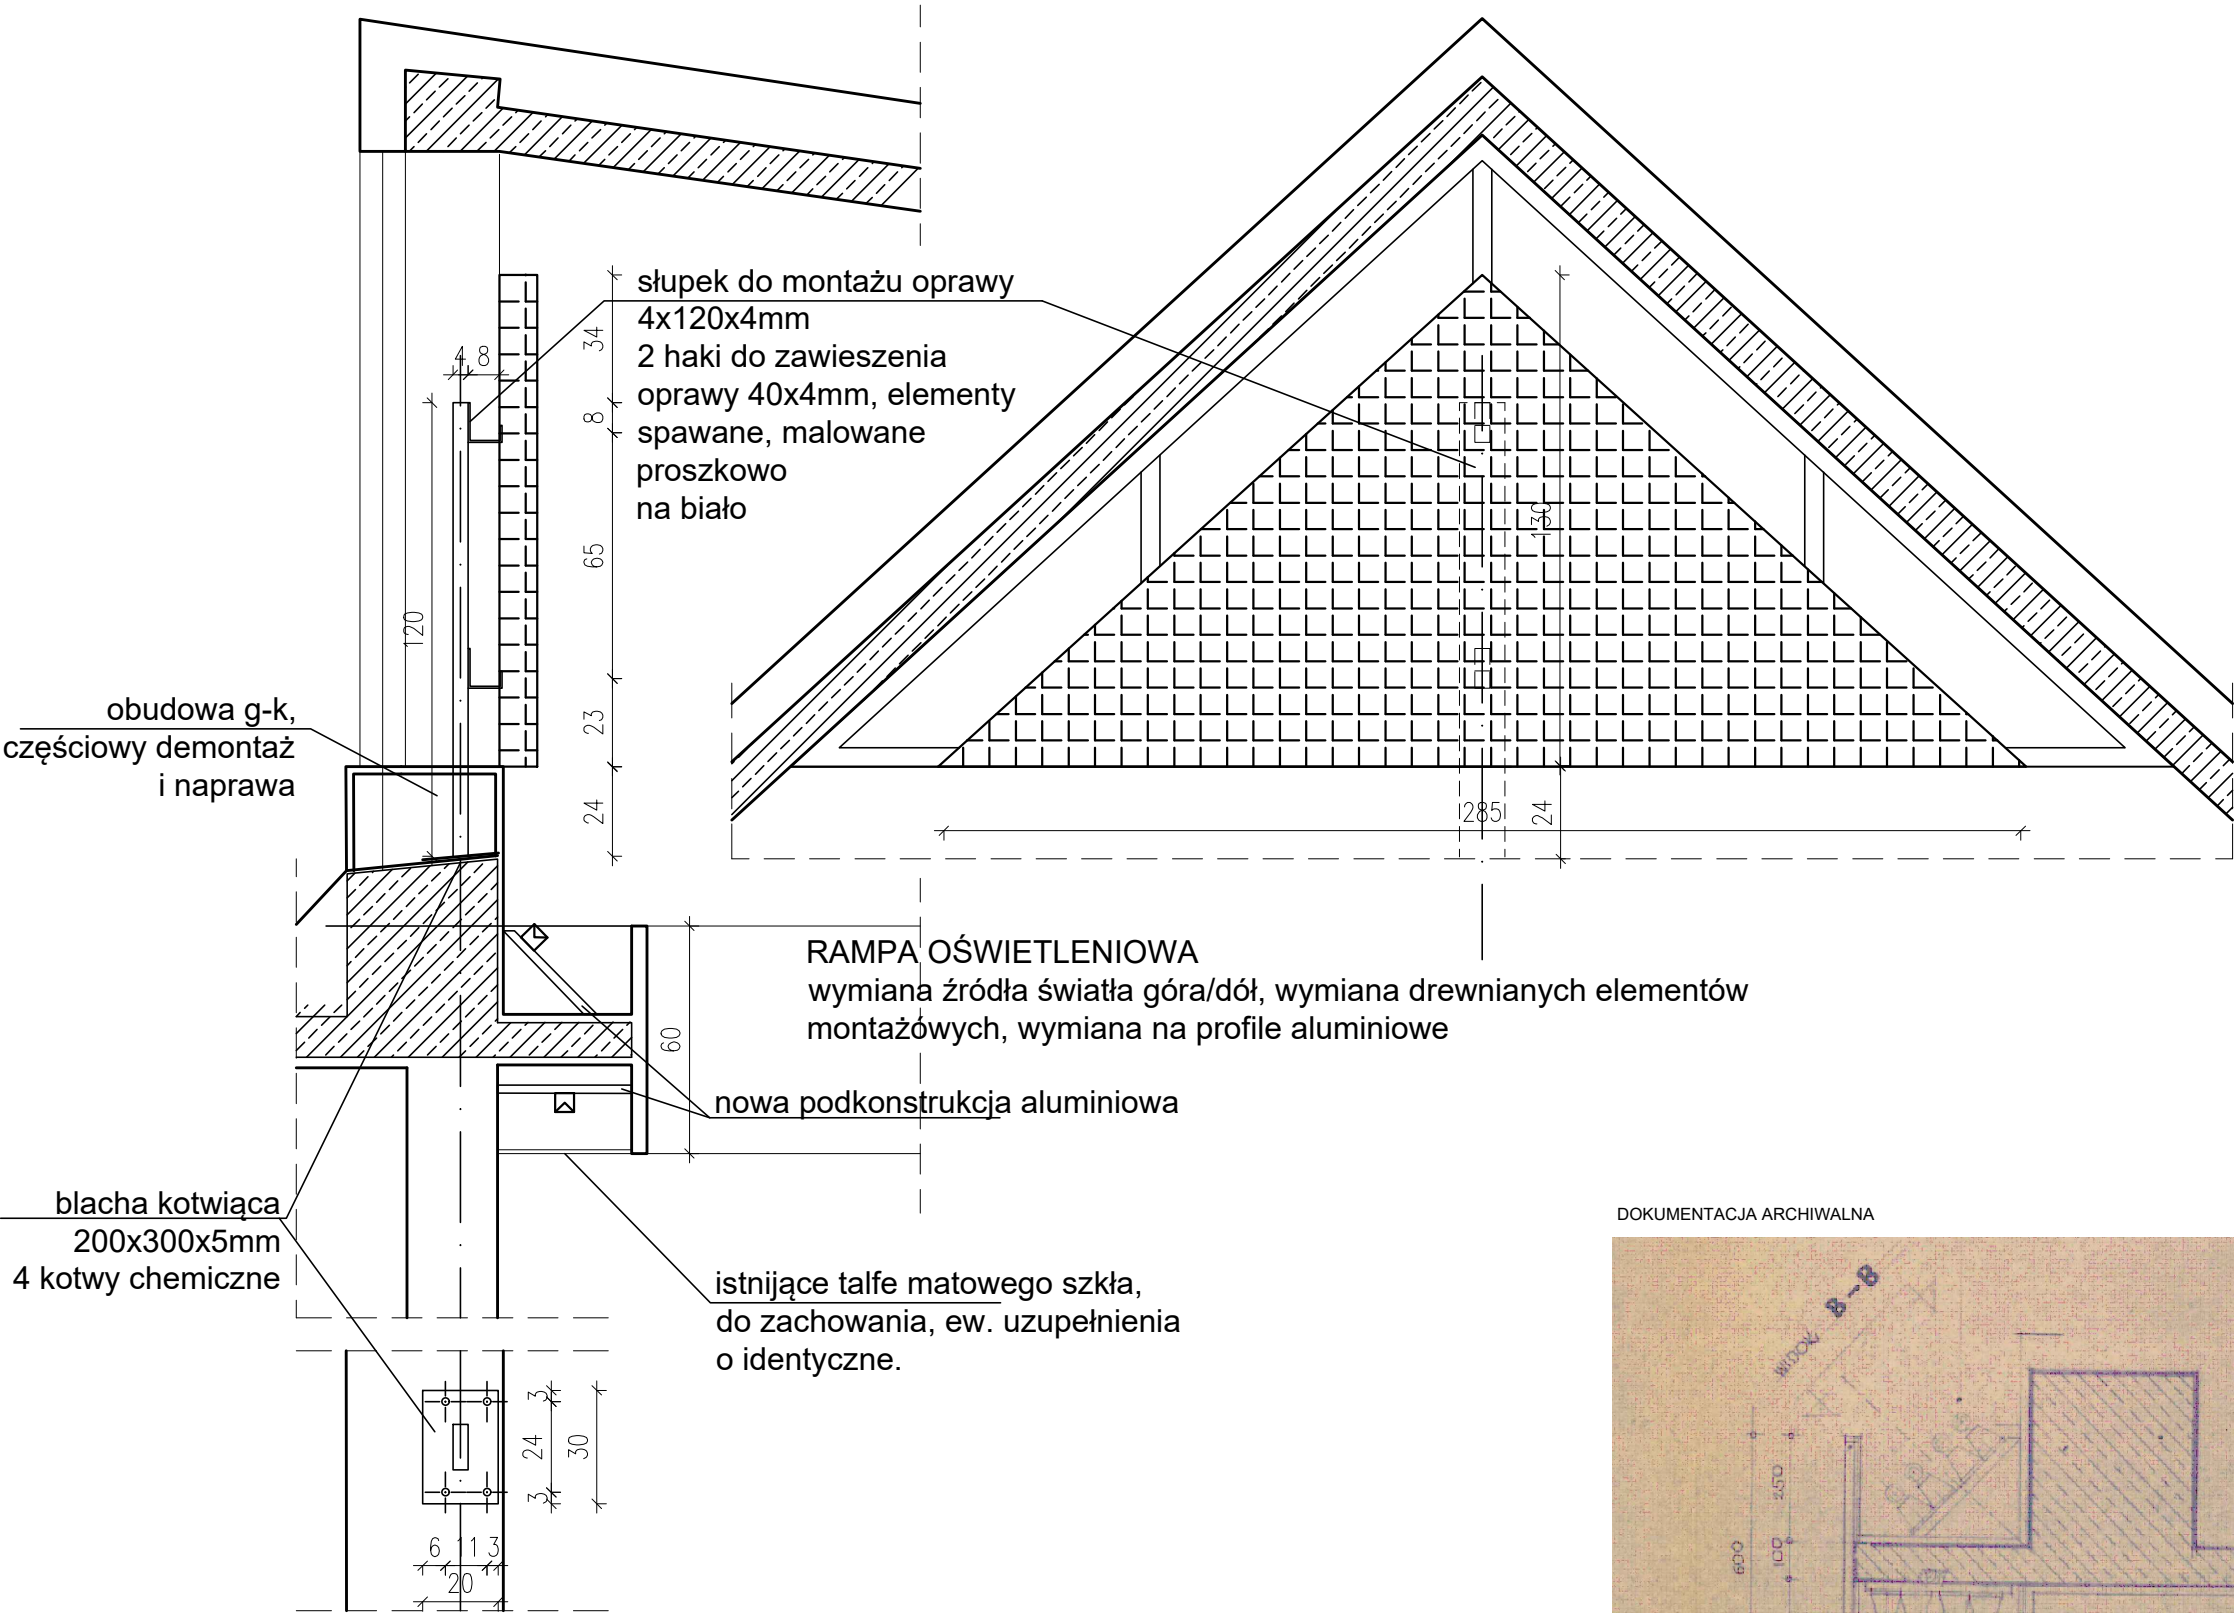 słupek do montażu oprawy
4x120x4mm
2 haki do zawieszenia
oprawy 40x4mm, elementy
spawane, malowane
proszkowo
na biało
4 8
34
8
65
23
24
120
130
24
285
obudowa g-k,
częściowy demontaż
i naprawa
RAMPA OŚWIETLENIOWA
wymiana źródła światła góra/dół, wymiana drewnianych elementów
montażówych, wymiana na profile aluminiowe
60
nowa podkonstrukcja aluminiowa
blacha kotwiąca
200x300x5mm
4 kotwy chemiczne
istnijące talfe matowego szkła,
do zachowania, ew. uzupełnienia
o identyczne.
3
24
3
30
6 11 3
20
DOKUMENTACJA ARCHIWALNA
WIDOK B-B
250
100
600